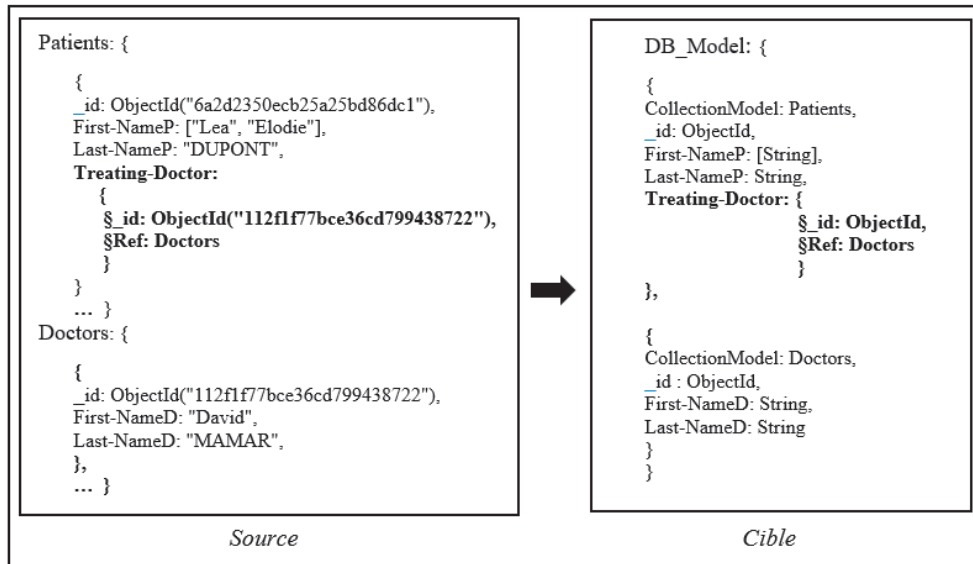 Patients: {
{
_id: ObjectId("6a2d2350ecb25a25bd86dc1"),
First-NameP: ["Lea", "Elodie"],
Last-NameP: "DUPONT",
Treating-Doctor:
{
§_id: ObjectId("112f1f77bce36cd799438722"),
§Ref: Doctors
}
}
... }
Doctors: {
{
_id: ObjectId("112f1f77bce36cd799438722"),
First-NameD: "David",
Last-NameD: "MAMAR",
},
... }
Source
DB_Model: {
{
CollectionModel: Patients,
_id: ObjectId,
First-NameP: [String],
Last-NameP: String,
Treating-Doctor: {
§_id: ObjectId,
§Ref: Doctors
}
},
{
CollectionModel: Doctors,
_id : ObjectId,
First-NameD: String,
Last-NameD: String
}
}
Cible